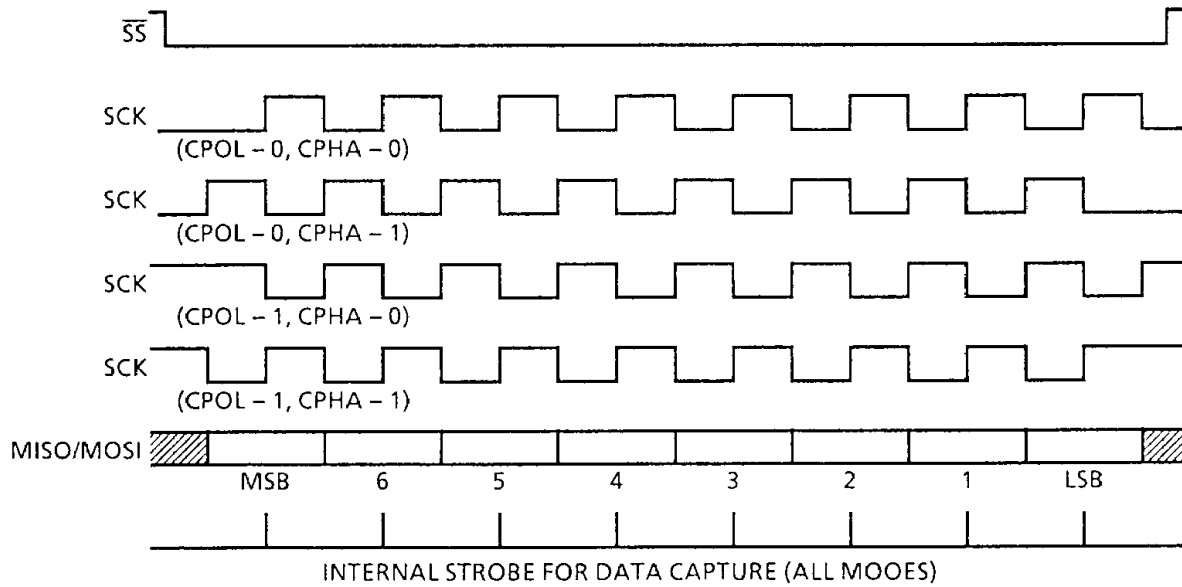 SS
SCK
(CPOL – 0, CPHA – 0)
SCK
(CPOL – 0, CPHA – 1)
SCK
(CPOL – 1, CPHA – 0)
SCK
(CPOL – 1, CPHA – 1)
MISO/MOSI
MSB 6 5 4 3 2 1 LSB
INTERNAL STROBE FOR DATA CAPTURE (ALL MOOES)